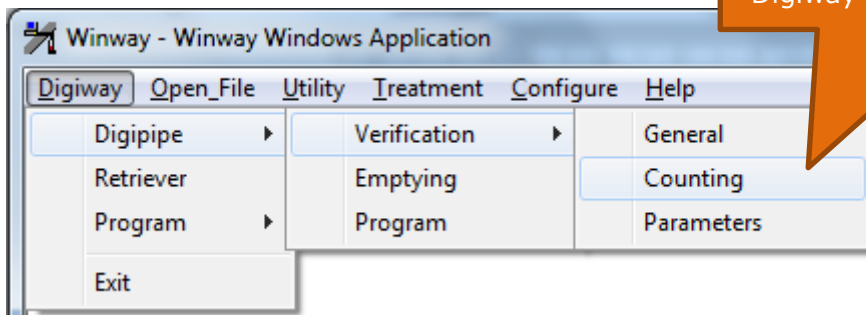 Digiway
Winway - Winway Windows Application
Digiway Open_File Utility Treatment Configure Help
Digipipe Verification General
Retriever Emptying Counting
Program Program Parameters
Exit